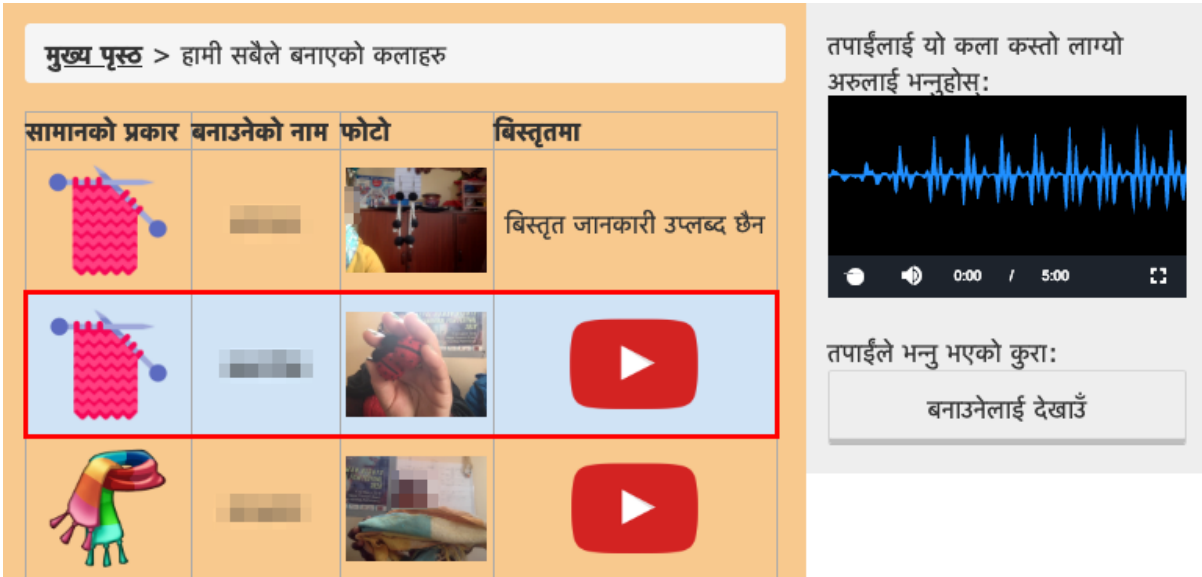 मुख्य पृस्ठ > हामी सबैले बनाएको कलाहरु
सामानको प्रकार बनाउनेको नाम फोटो बिस्तृतमा
बिस्तृत जानकारी उप्लब्द छैन
तपाईंलाई यो कला कस्तो लाग्यो
अरुलाई भन्नुहोस्:
0:00 / 5:00
तपाईंले भन्नु भएको कुरा:
बनाउनेलाई देखाउँ